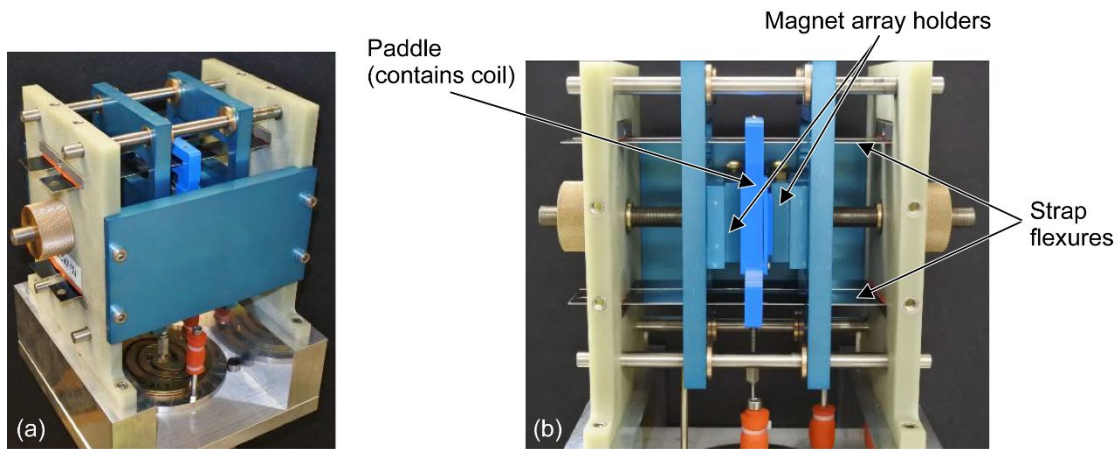 Magnet array holders
Paddle
(contains coil)
Strap
flexures
(a)
(b)